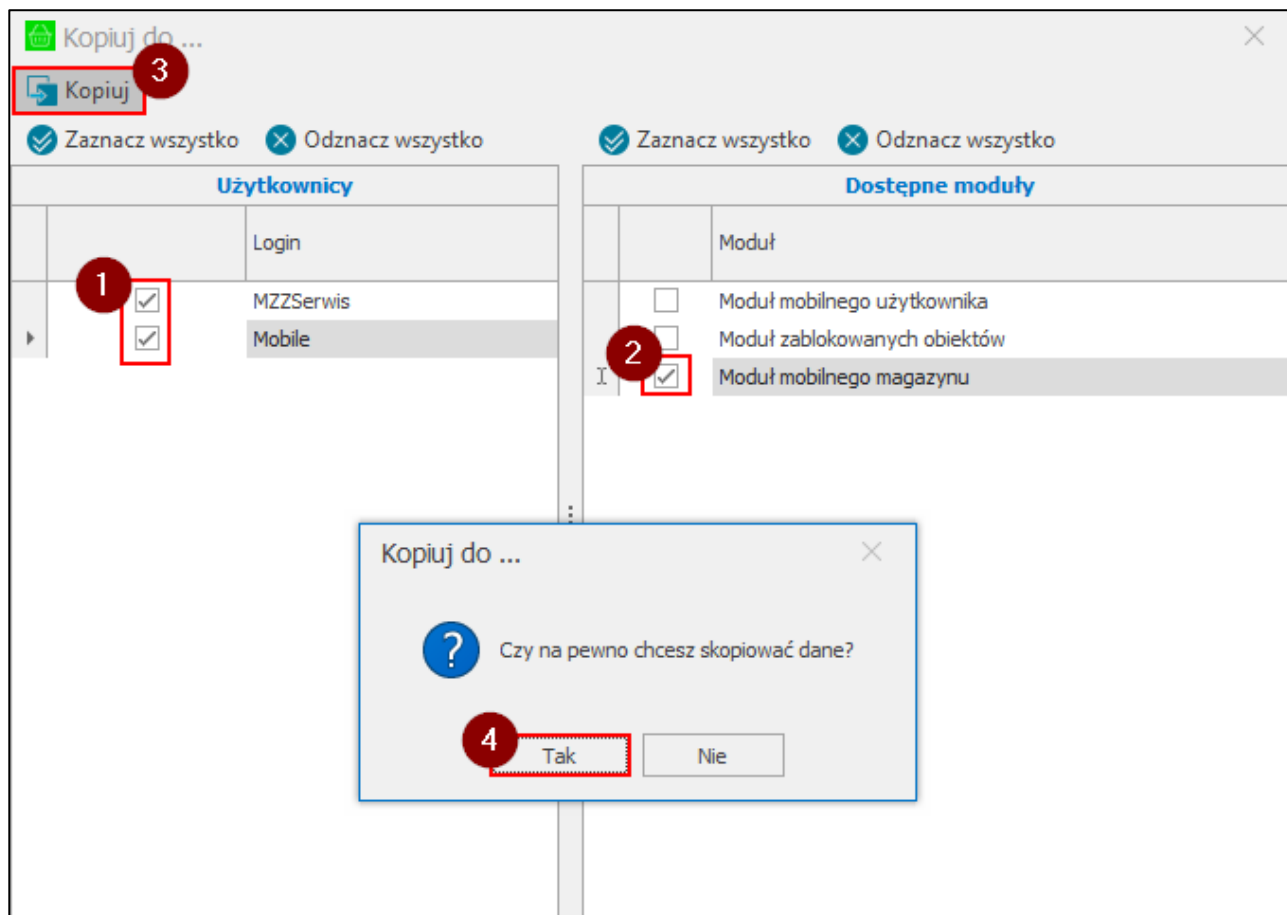 Kopiuj do ...
3
Kopiuj
Zaznacz wszystko Odznacz wszystko Zaznacz wszystko Odznacz wszystko
Użytkownicy Dostępne moduły
Login Moduł
1
MZZSerwis Moduł mobilnego użytkownika
Mobile Moduł zablokowanych obiektów
2
Moduł mobilnego magazynu
Kopiuj do ...
? Czy na pewno chcesz skopiować dane?
4
Tak Nie